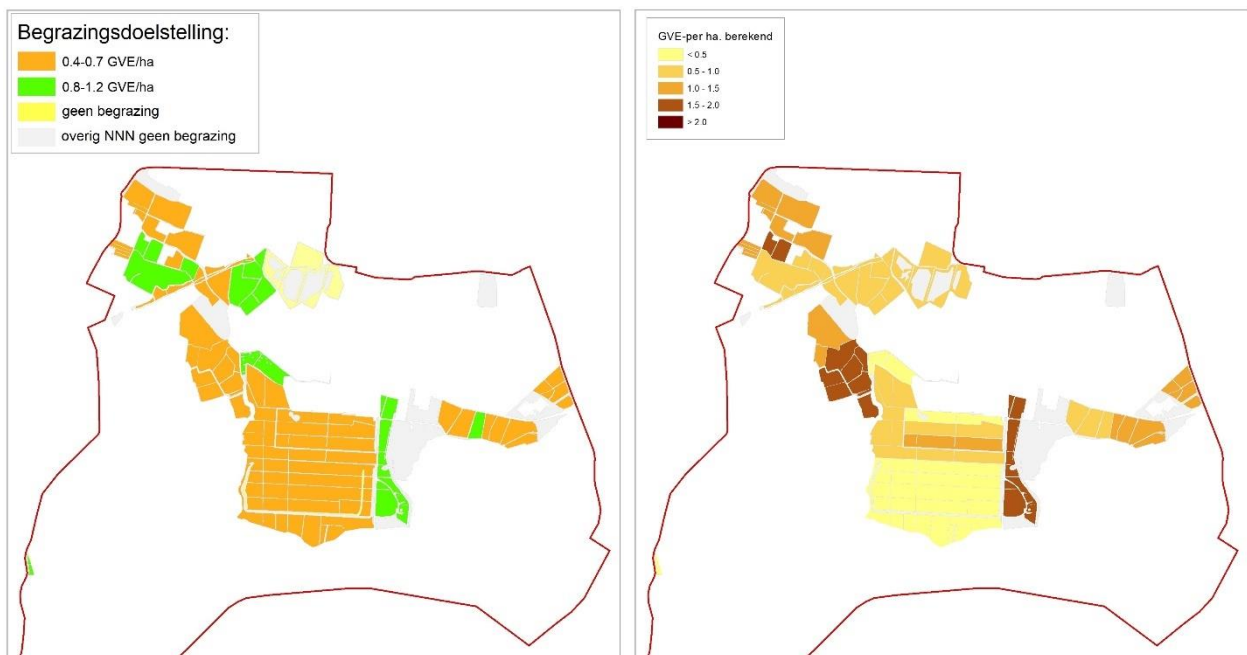 Begrazingsdoelstelling:
0.4-0.7 GVE/ha
0.8-1.2 GVE/ha
geen begrazing
overig NNN geen begrazing
GVE-per ha. berekend
< 0.5
0.5 - 1.0
1.0 - 1.5
1.5 - 2.0
> 2.0